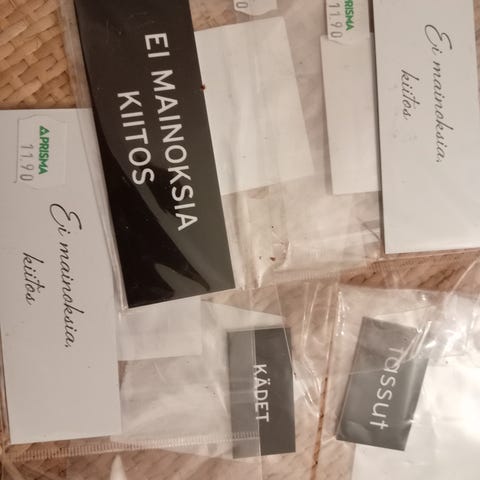 EI MAINOKSIA
KIITOS
PRISMA
11.90
Ei mainoksia,
kiitos.
PRISMA
11.90
Ei mainoksia,
kiitos
KÄDET
Tassut